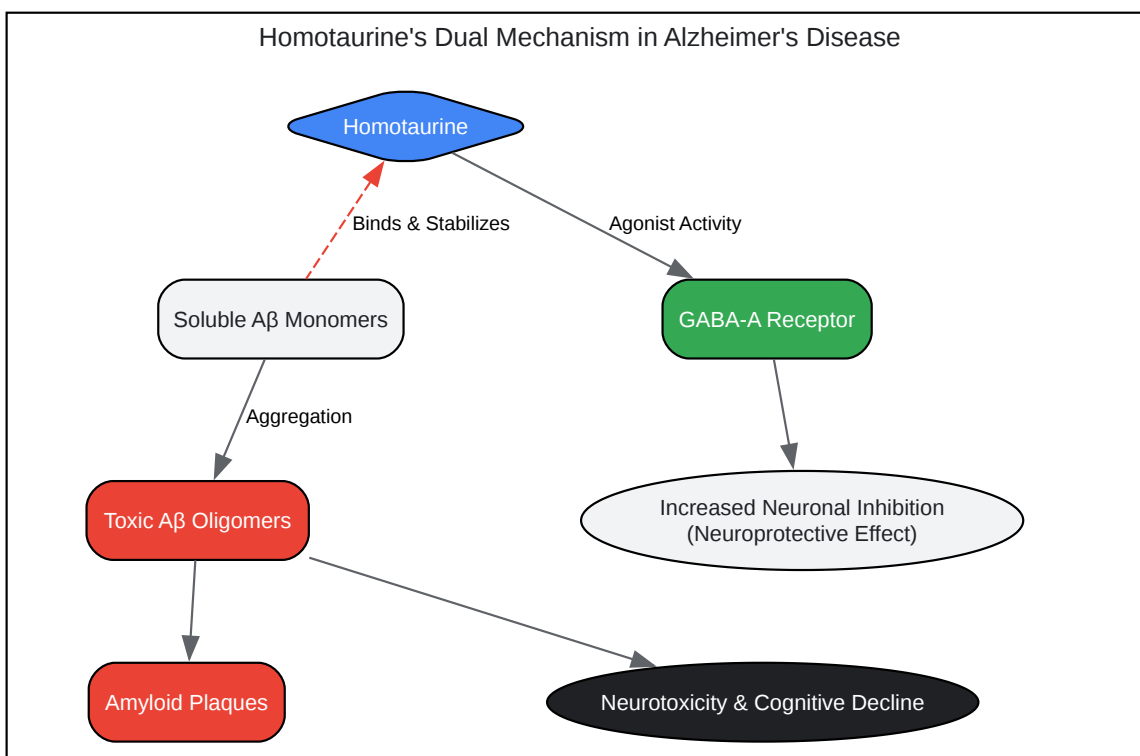 Homotaurine's Dual Mechanism in Alzheimer's Disease
Homotaurine
Binds & Stabilizes
Agonist Activity
Soluble Aβ Monomers
GABA-A Receptor
Aggregation
Toxic Aβ Oligomers
Increased Neuronal Inhibition
(Neuroprotective Effect)
Amyloid Plaques
Neurotoxicity & Cognitive Decline